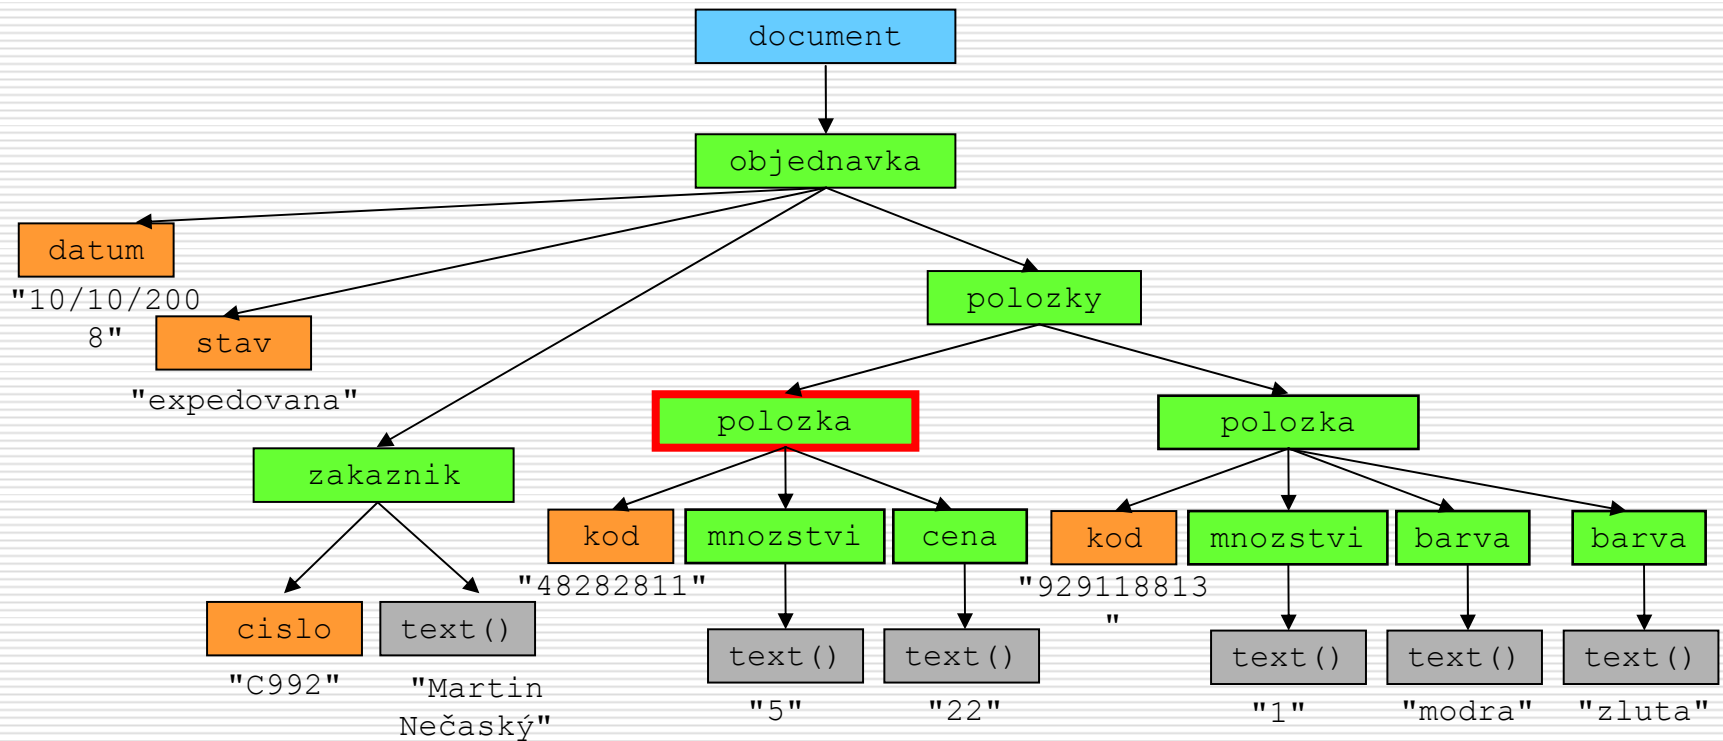 document
objednavka
datum
"10/10/200
8"
stav
"expedovana"
polozky
polozka
polozka
zakaznik
kod
mnozstvi
cena
kod
mnozstvi
barva
barva
"48282811"
"929118813
"
cislo
text()
text()
text()
text()
text()
text()
"C992"
"Martin
Nečaský"
"5"
"22"
"1"
"modra"
"zluta"